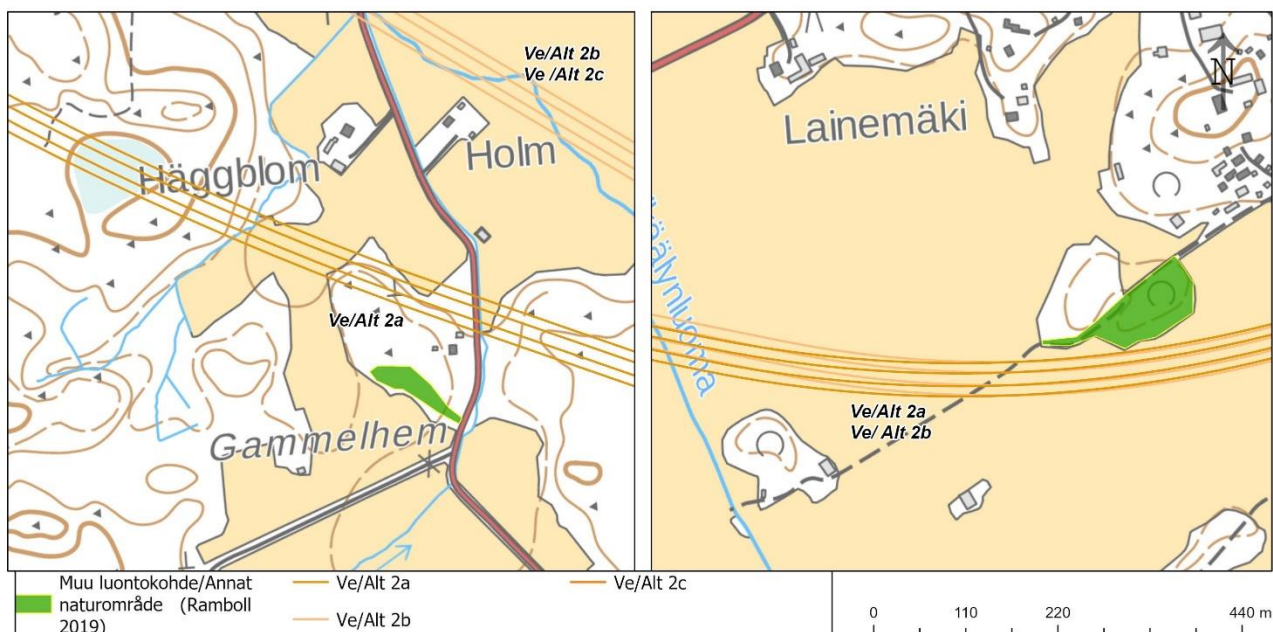 Ve/Alt 2b
Ve /Alt 2c
Häggblom
Holm
Ve/Alt 2a
Gammelhem
N
Lainemäki
Ve/Alt 2a
Ve/ Alt 2b
Muu luontokohde/Annat
naturområde (Ramboll
2019)
Ve/Alt 2a
Ve/Alt 2b
Ve/Alt 2c
0 110 220 440 m